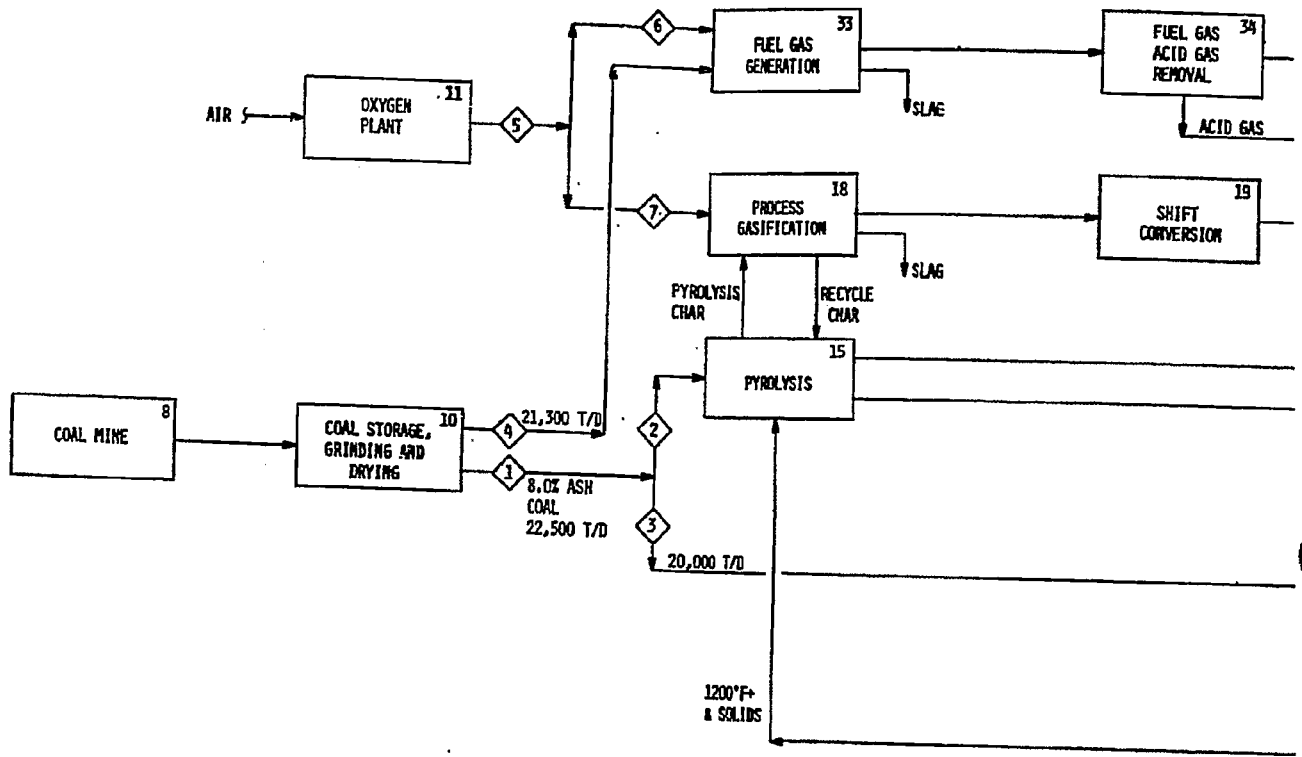 6
33
FUEL GAS
GENERATION
34
FUEL GAS
ACID GAS
REMOVAL
11
OXYGEN
PLANT
AIR
5
SLAG
ACID GAS
7
18
PROCESS
GASIFICATION
19
SHIFT
CONVERSION
SLAG
PYROLYSIS
CHAR
RECYCLE
CHAR
15
PYROLYSIS
8
COAL MINE
10
COAL STORAGE,
GRINDING AND
DRYING
4
21,300 T/D
2
1
8.0% ASH
COAL
22,500 T/D
3
20,000 T/D
1200°F+
& SOLIDS